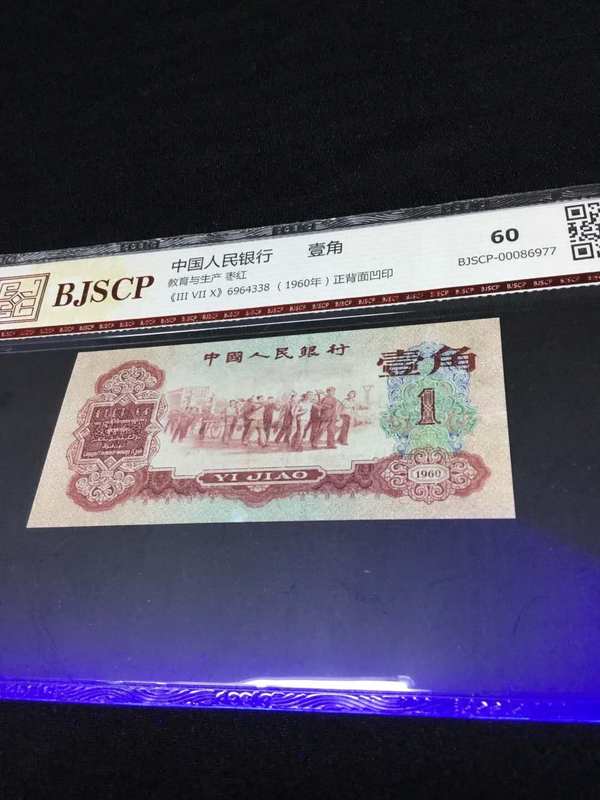 BJSCP
中国人民银行 壹角
教育与生产 枣红
《III VII X》6964338 （1960年）正背面凹印
60
BJSCP-00086977
中國人民銀行
壹角
1
YI JIAO
1960